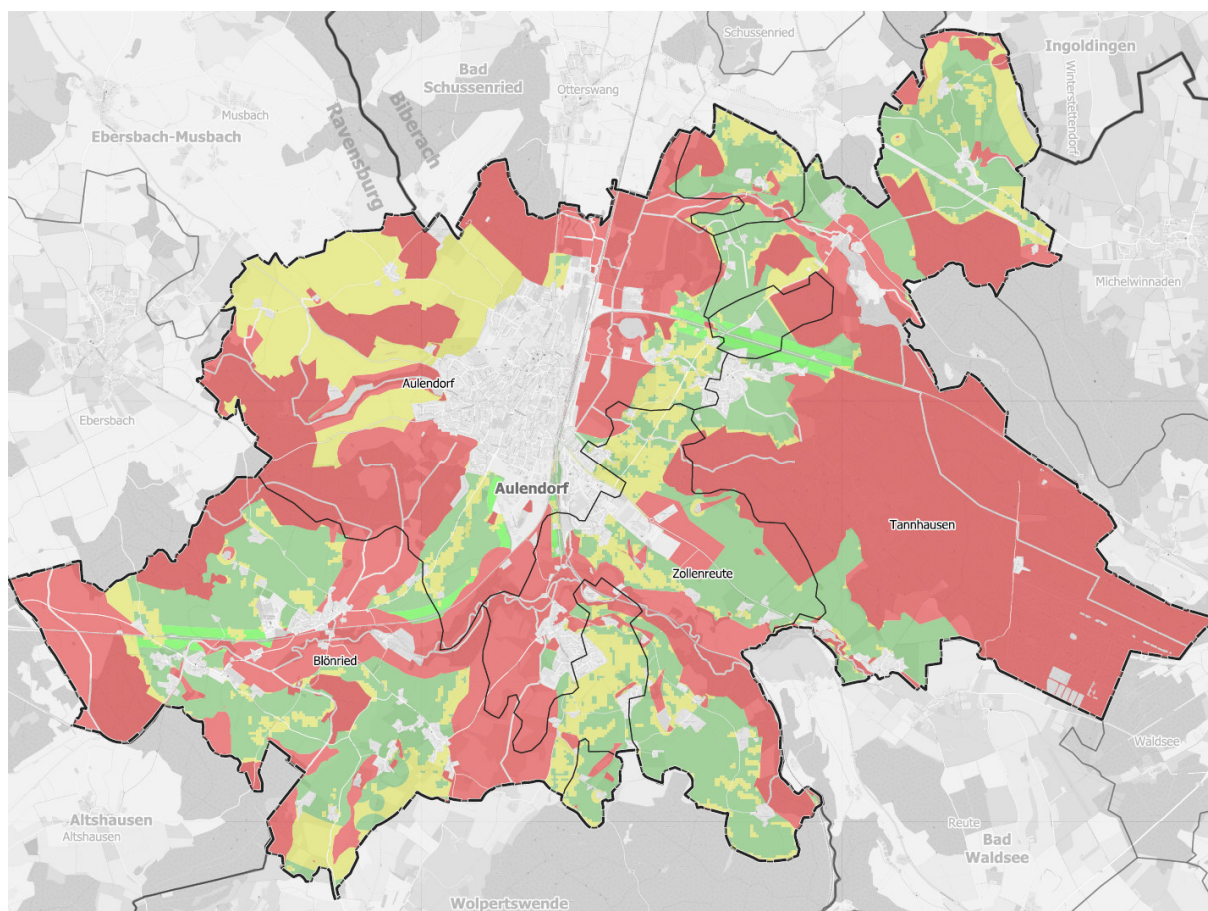 Schussenried
Ingoldingen
Bad
Schussenried
Otterswang
Winterstettendorf
Musbach
Ebersbach-Musbach
Biberach
Ravensburg
Michelwinnaden
Aulendorf
Ebersbach
Aulendorf
Tannhausen
Zollenreute
Blönried
Waldsee
Altshausen
Altshausen
Reute
Bad
Waldsee
Wolpertswende